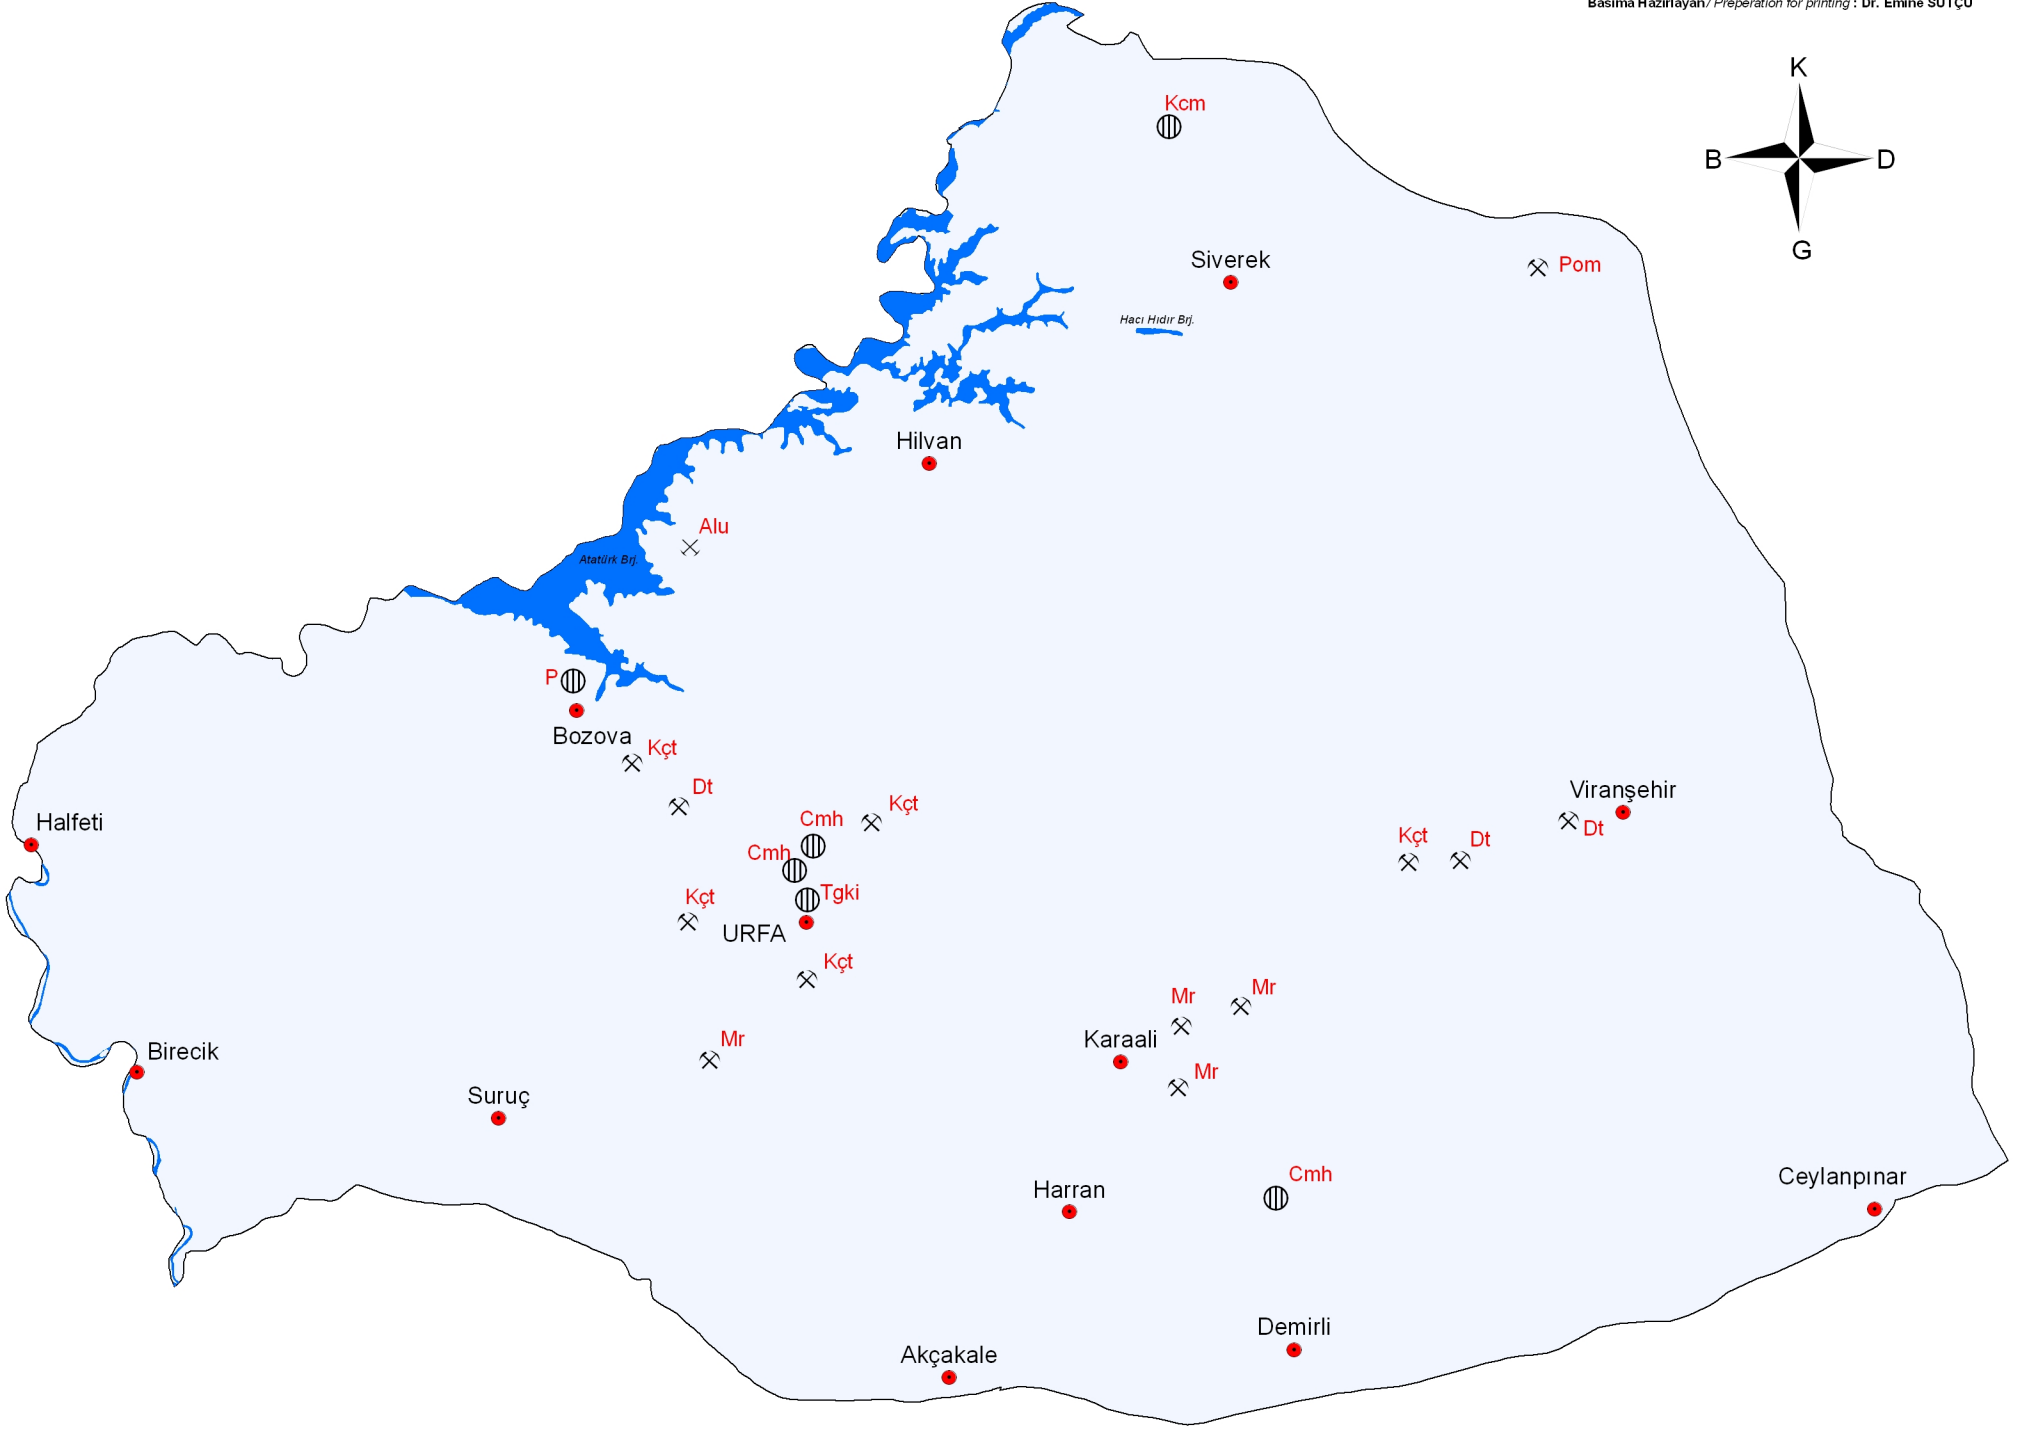 Basıma Hazırlayan / Preperation for printing : Dr. Emine SÜTÇÜ
K
B
D
G
Kcm
Siverek
Pom
Hacı Hıdır Brj.
Hilvan
Alu
Atatürk Brj.
P
Bozova
Kçt
Dt
Viranşehir
Halfeti
Cmh
Kçt
Dt
Kçt
Dt
Cmh
Kçt
Tgki
URFA
Kçt
Mr
Mr
Mr
Karaali
Birecik
Mr
Suruç
Cmh
Ceylanpınar
Harran
Demirli
Akçakale